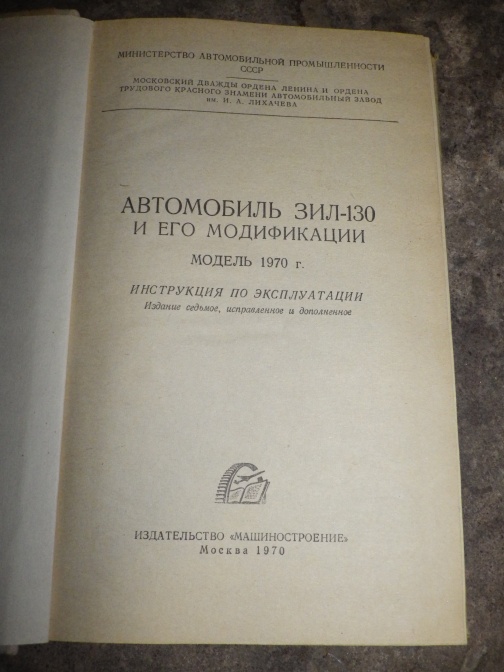 МИНИСТЕРСТВО АВТОМОБИЛЬНОЙ ПРОМЫШЛЕННОСТИ
СССР
МОСКОВСКИЙ ДВАЖДЫ ОРДЕНА ЛЕНИНА И ОРДЕНА
ТРУДОВОГО КРАСНОГО ЗНАМЕНИ АВТОМОБИЛЬНЫЙ ЗАВОД
им. И. А. ЛИХАЧЕВА
АВТОМОБИЛЬ ЗИЛ-130
И ЕГО МОДИФИКАЦИИ
МОДЕЛЬ 1970 г.
ИНСТРУКЦИЯ ПО ЭКСПЛУАТАЦИИ
Издание седьмое, исправленное и дополненное
ИЗДАТЕЛЬСТВО «МАШИНОСТРОЕНИЕ»
Москва 1970